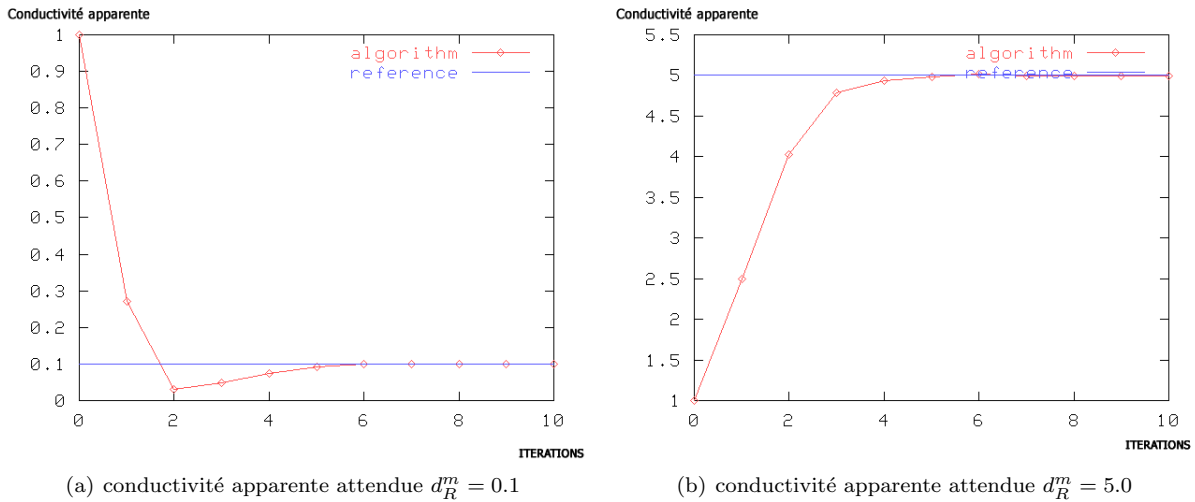 Conductivité apparente
1
0.9
0.8
0.7
0.6
0.5
0.4
0.3
0.2
0.1
0
0 2 4 6 8 10
algorithm
reference
ITERATIONS
(a) conductivité apparente attendue $d_R^m = 0.1$
Conductivité apparente
5.5
5
4.5
4
3.5
3
2.5
2
1.5
1
0 2 4 6 8 10
algorithm
reference
ITERATIONS
(b) conductivité apparente attendue $d_R^m = 5.0$